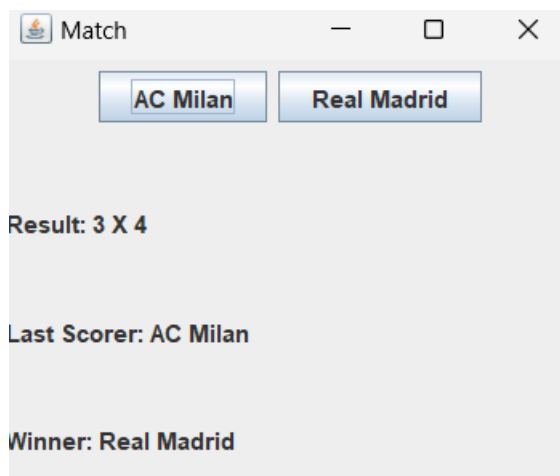 Match
AC Milan Real Madrid
Result: 3 X 4
Last Scorer: AC Milan
Winner: Real Madrid